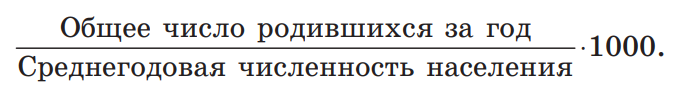 Общее число родившихся за год
Среднегодовая численность населения
·1000.